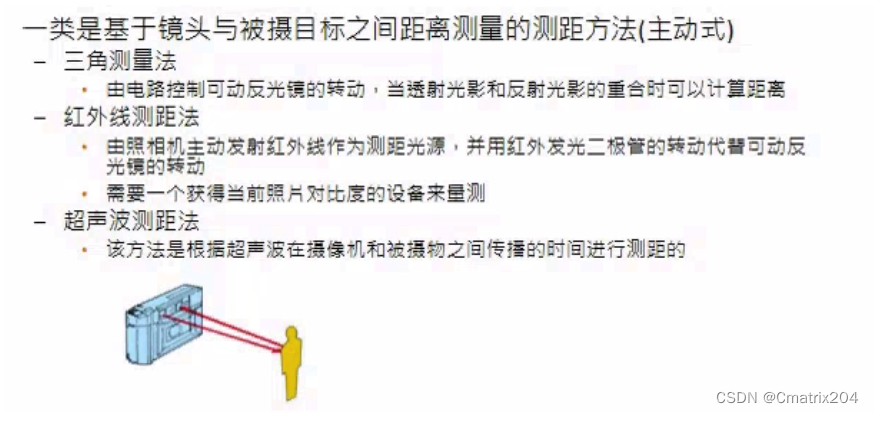 一类是基于镜头与被摄目标之间距离测量的测距方法(主动式)
– 三角测量法
• 由电路控制可动反光镜的转动，当透射光影和反射光影的重合时可以计算距离
– 红外线测距法
• 由照相机主动发射红外线作为测距光源，并用红外发光二极管的转动代替可动反
光镜的转动
• 需要一个获得当前照片对比度的设备来量测
– 超声波测距法
• 该方法是根据超声波在摄像机和被摄物之间传播的时间进行测距的
CSDN @Cmatrix204